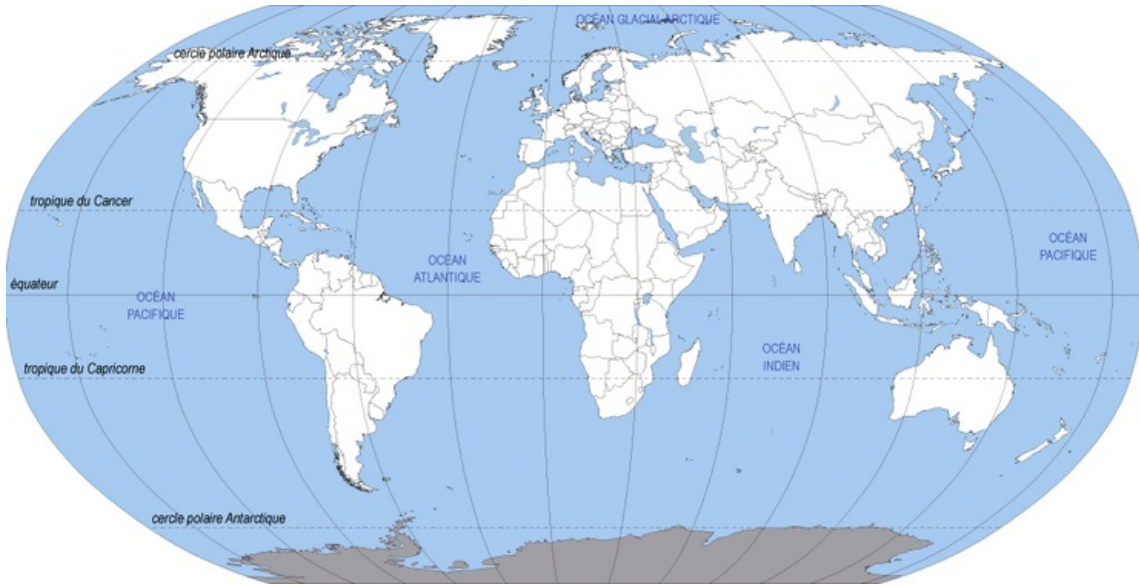 OCÉAN GLACIAL ARCTIQUE
cercle polaire Arctique
tropique du Cancer
OCÉAN
PACIFIQUE
OCÉAN
ATLANTIQUE
équateur
OCÉAN
PACIFIQUE
OCÉAN
INDIEN
tropique du Capricorne
cercle polaire Antarctique